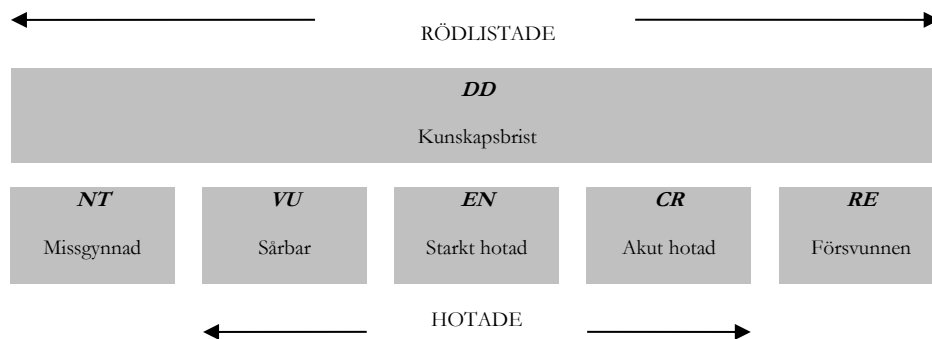 RÖDLISTADE
DD
Kunskapsbrist
NT VU EN CR RE
Missgynnad Sårbar Starkt hotad Akut hotad Försvunnen
HOTADE